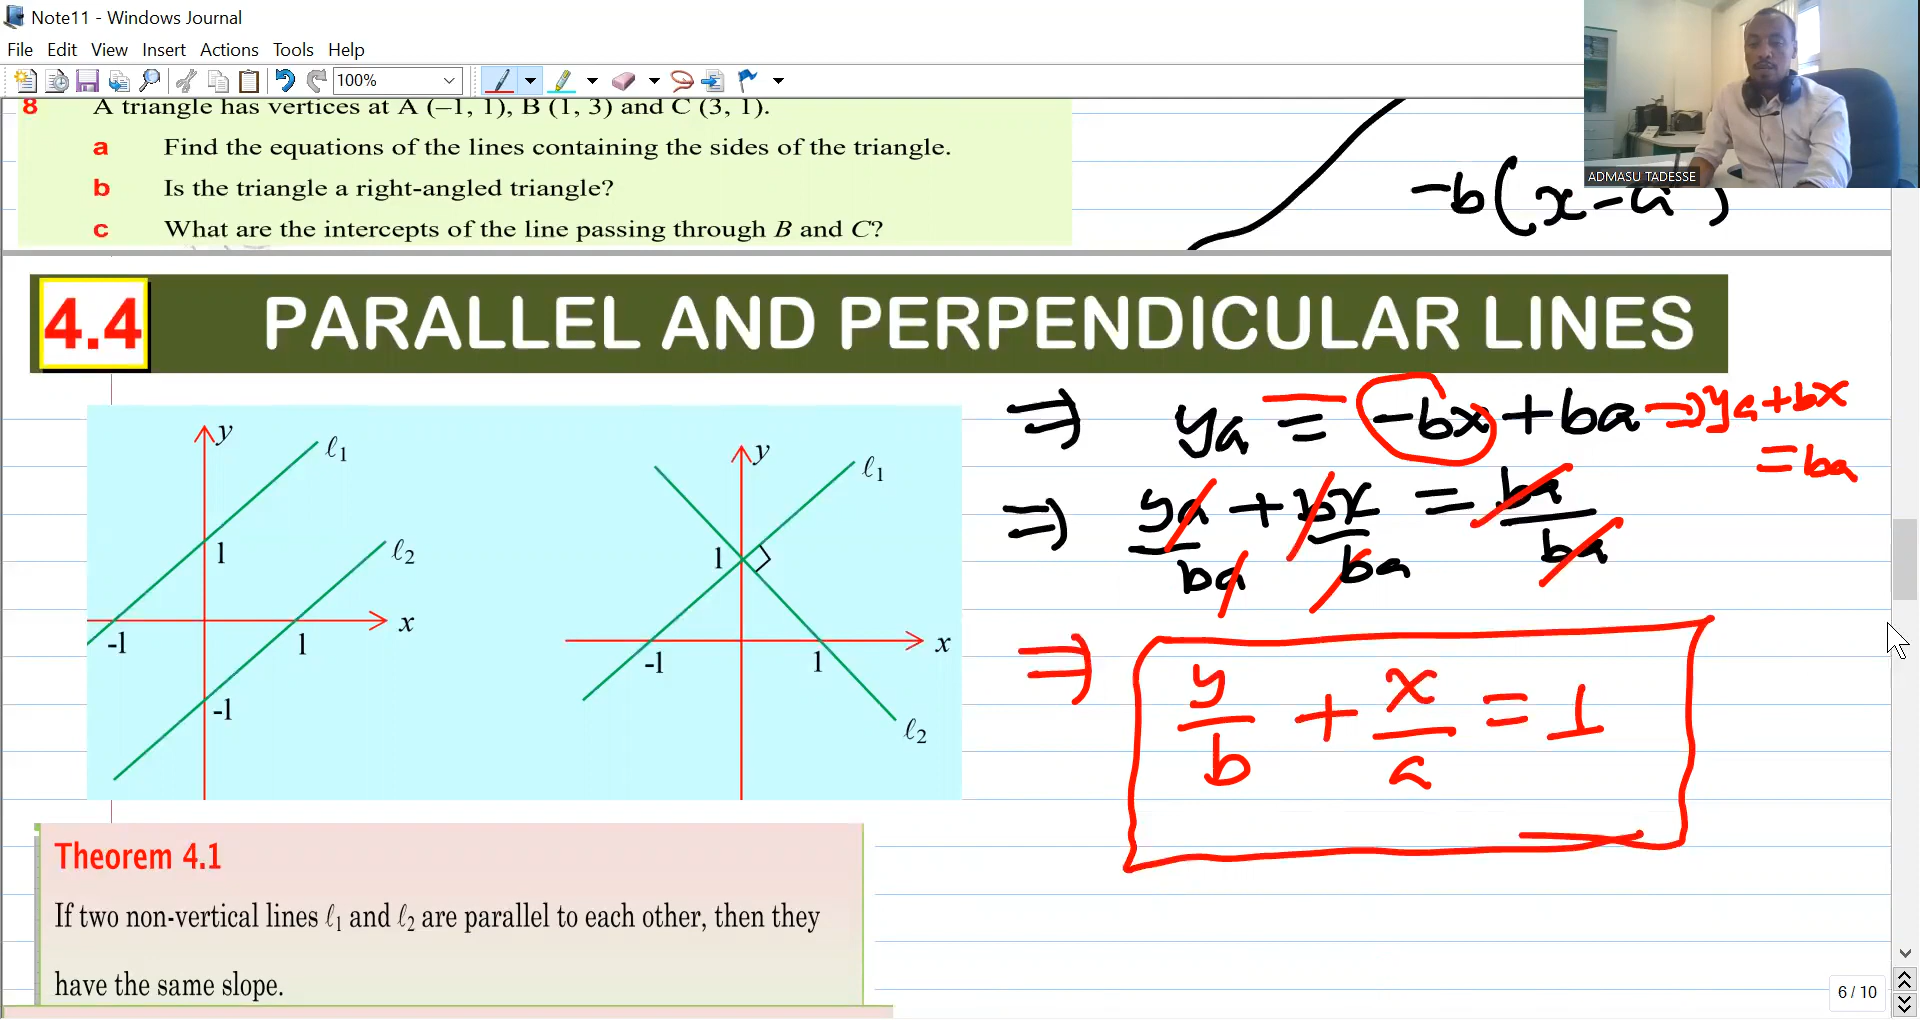 Note11 - Windows Journal
File Edit View Insert Actions Tools Help
100%
8 A triangle has vertices at A (–1, 1), B (1, 3) and C (3, 1).
a Find the equations of the lines containing the sides of the triangle.
b Is the triangle a right-angled triangle?
c What are the intercepts of the line passing through B and C?
-b(x-a)
ADMASU TADESSE
4.4 PARALLEL AND PERPENDICULAR LINES
⇒ ya = -bx + ba ⇒ ya + bx
= ba
⇒ ya/ba + bx/ba = ba/ba
⇒ y/b + x/a = 1
y ℓ1
1 ℓ2
-1 1 x
-1
y ℓ1
1
-1 1 x
ℓ2
Theorem 4.1
If two non-vertical lines ℓ1 and ℓ2 are parallel to each other, then they
have the same slope.
6 / 10